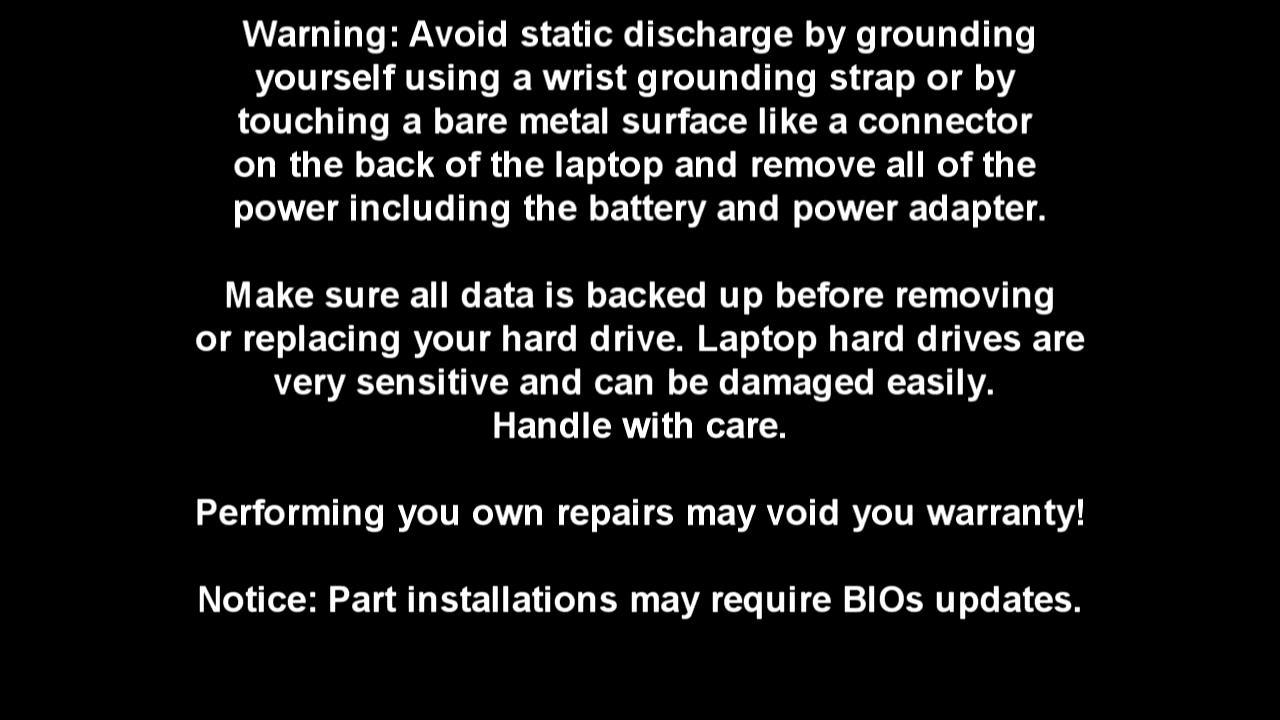 Warning: Avoid static discharge by grounding
yourself using a wrist grounding strap or by
touching a bare metal surface like a connector
on the back of the laptop and remove all of the
power including the battery and power adapter.
Make sure all data is backed up before removing
or replacing your hard drive. Laptop hard drives are
very sensitive and can be damaged easily.
Handle with care.
Performing you own repairs may void you warranty!
Notice: Part installations may require BIOs updates.